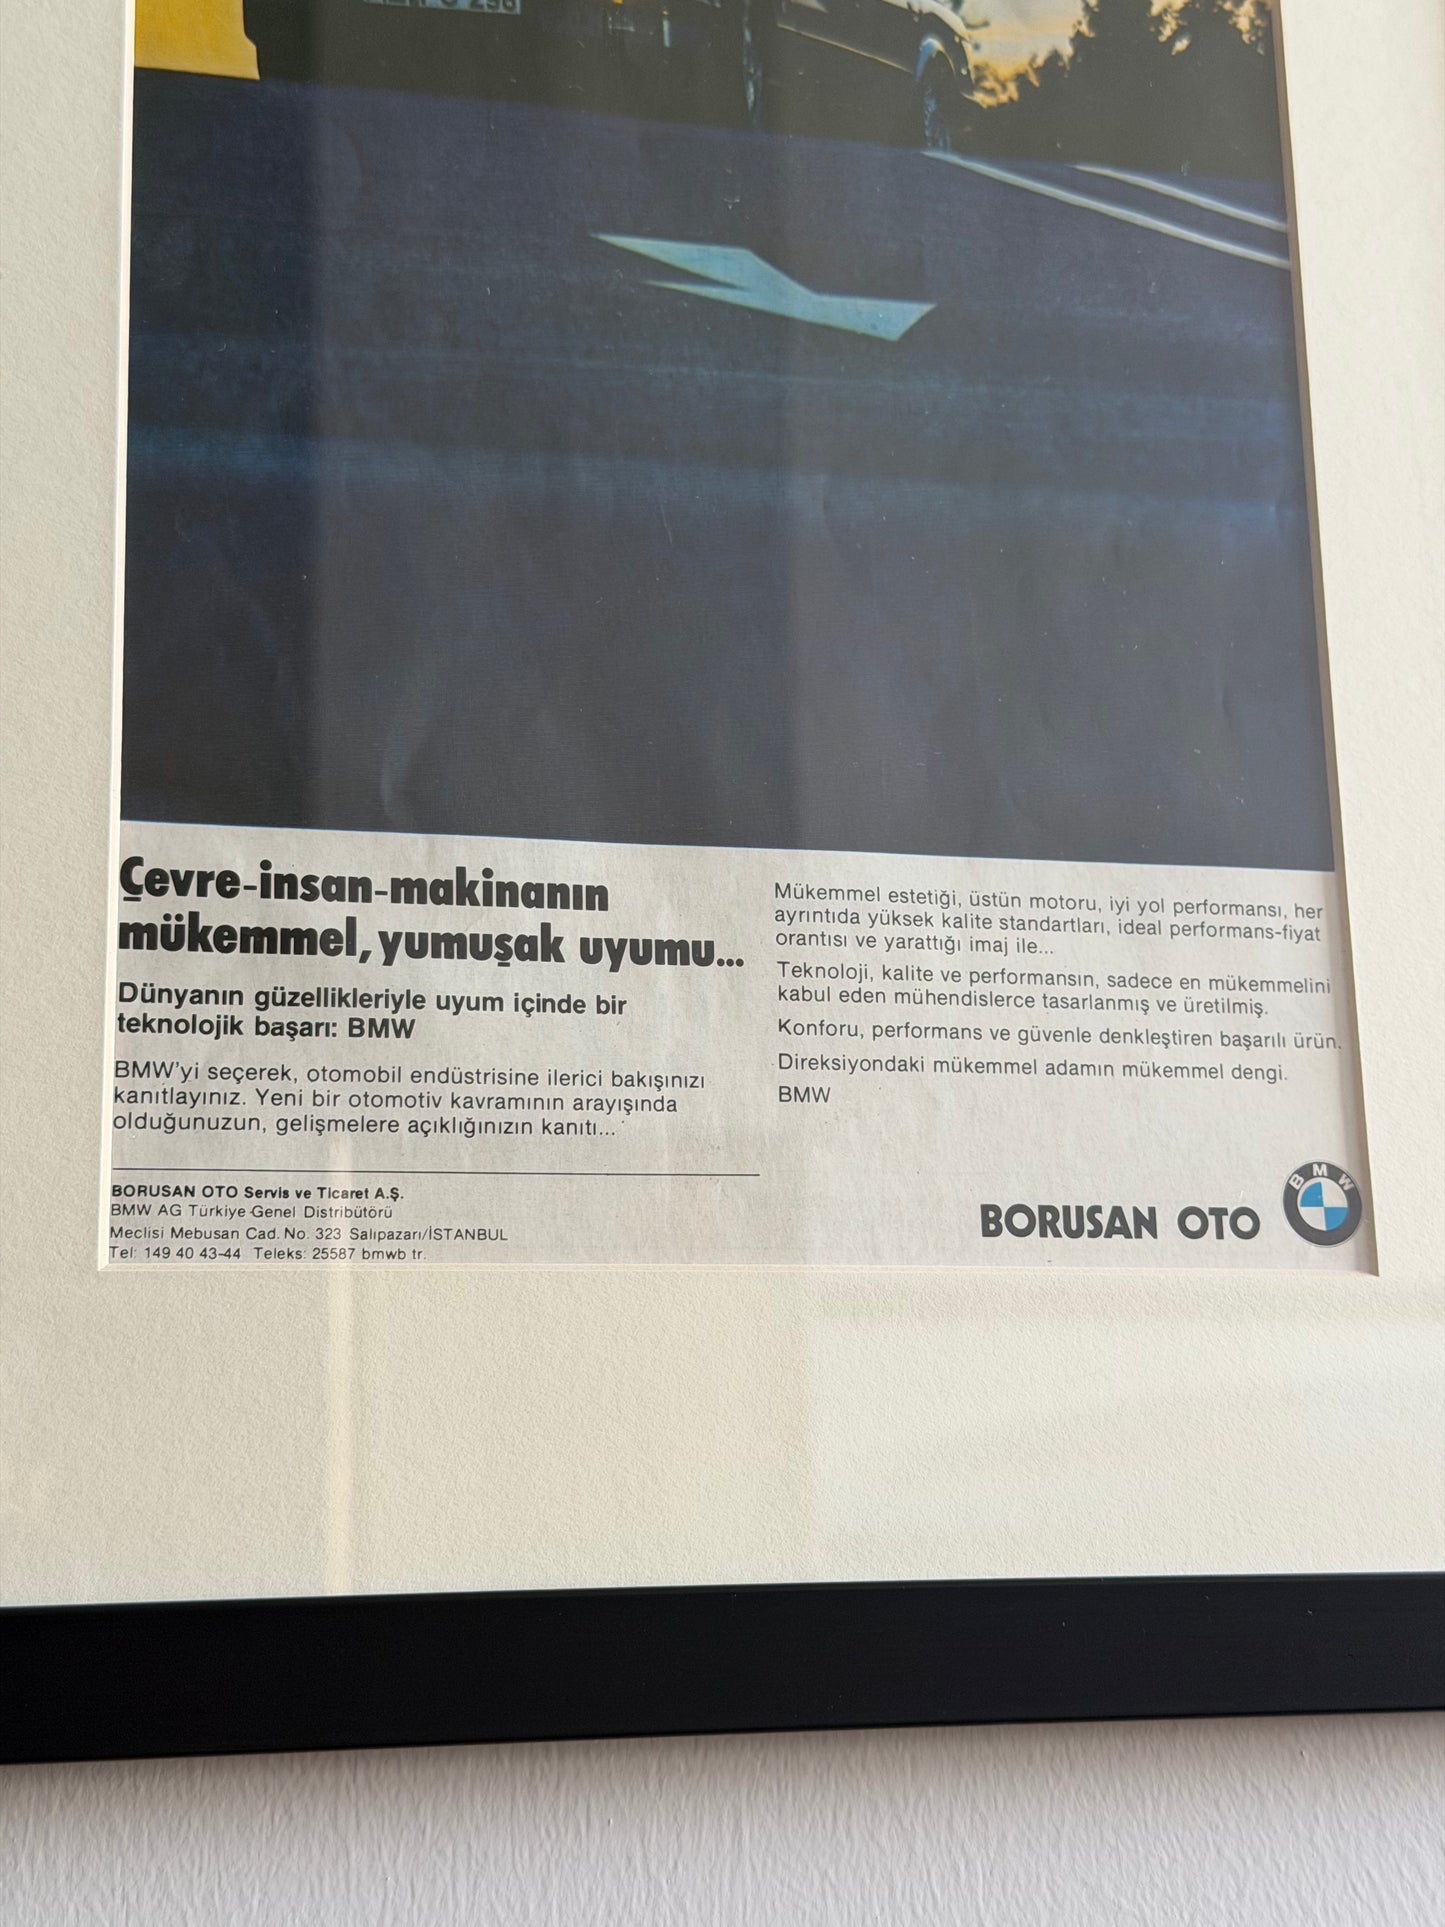 Çevre-insan-makinanın
mükemmel, yumuşak uyumu...
Dünyanın güzellikleriyle uyum içinde bir
teknolojik başarı: BMW
BMW'yi seçerek, otomobil endüstrisine ilerici bakışınızı
kanıtlayınız. Yeni bir otomotiv kavramının arayışında
olduğunuzun, gelişmelere açıklığınızın kanıtı...
Mükemmel estetiği, üstün motoru, iyi yol performansı, her
ayrıntıda yüksek kalite standartları, ideal performans-fiyat
orantısı ve yarattığı imaj ile...
Teknoloji, kalite ve performansın, sadece en mükemmelini
kabul eden mühendislerce tasarlanmış ve üretilmiş.
Konforu, performans ve güvenle denkleştiren başarılı ürün.
Direksiyondaki mükemmel adamın mükemmel dengi.
BMW
BORUSAN OTO Servis ve Ticaret A.Ş.
BMW AG Türkiye Genel Distribütörü
Meclisi Mebusan Cad. No. 323 Salıpazarı/İSTANBUL
Tel: 149 40 43-44 Teleks: 25587 bmwb tr.
BORUSAN OTO
BMW